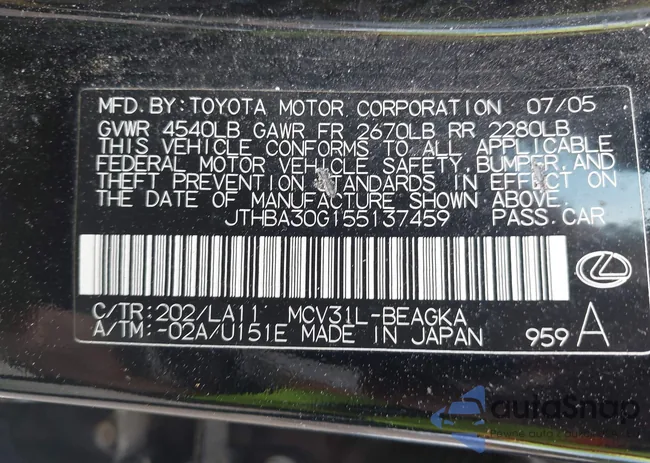 MFD. BY: TOYOTA MOTOR CORPORATION 07/05
GVWR 4540LB GAWR FR 2670LB RR 2280LB
THIS VEHICLE CONFORMS TO ALL APPLICABLE
FEDERAL MOTOR VEHICLE SAFETY, BUMPER, AND
THEFT PREVENTION STANDARDS IN EFFECT ON
THE DATE OF MANUFACTURE SHOWN ABOVE.
JTHBA30G155137459 PASS. CAR
C/TR: 202/LA11 MCV31L-BEAGKA
A/TM: -02A/U151E MADE IN JAPAN 959 A
autaSnap